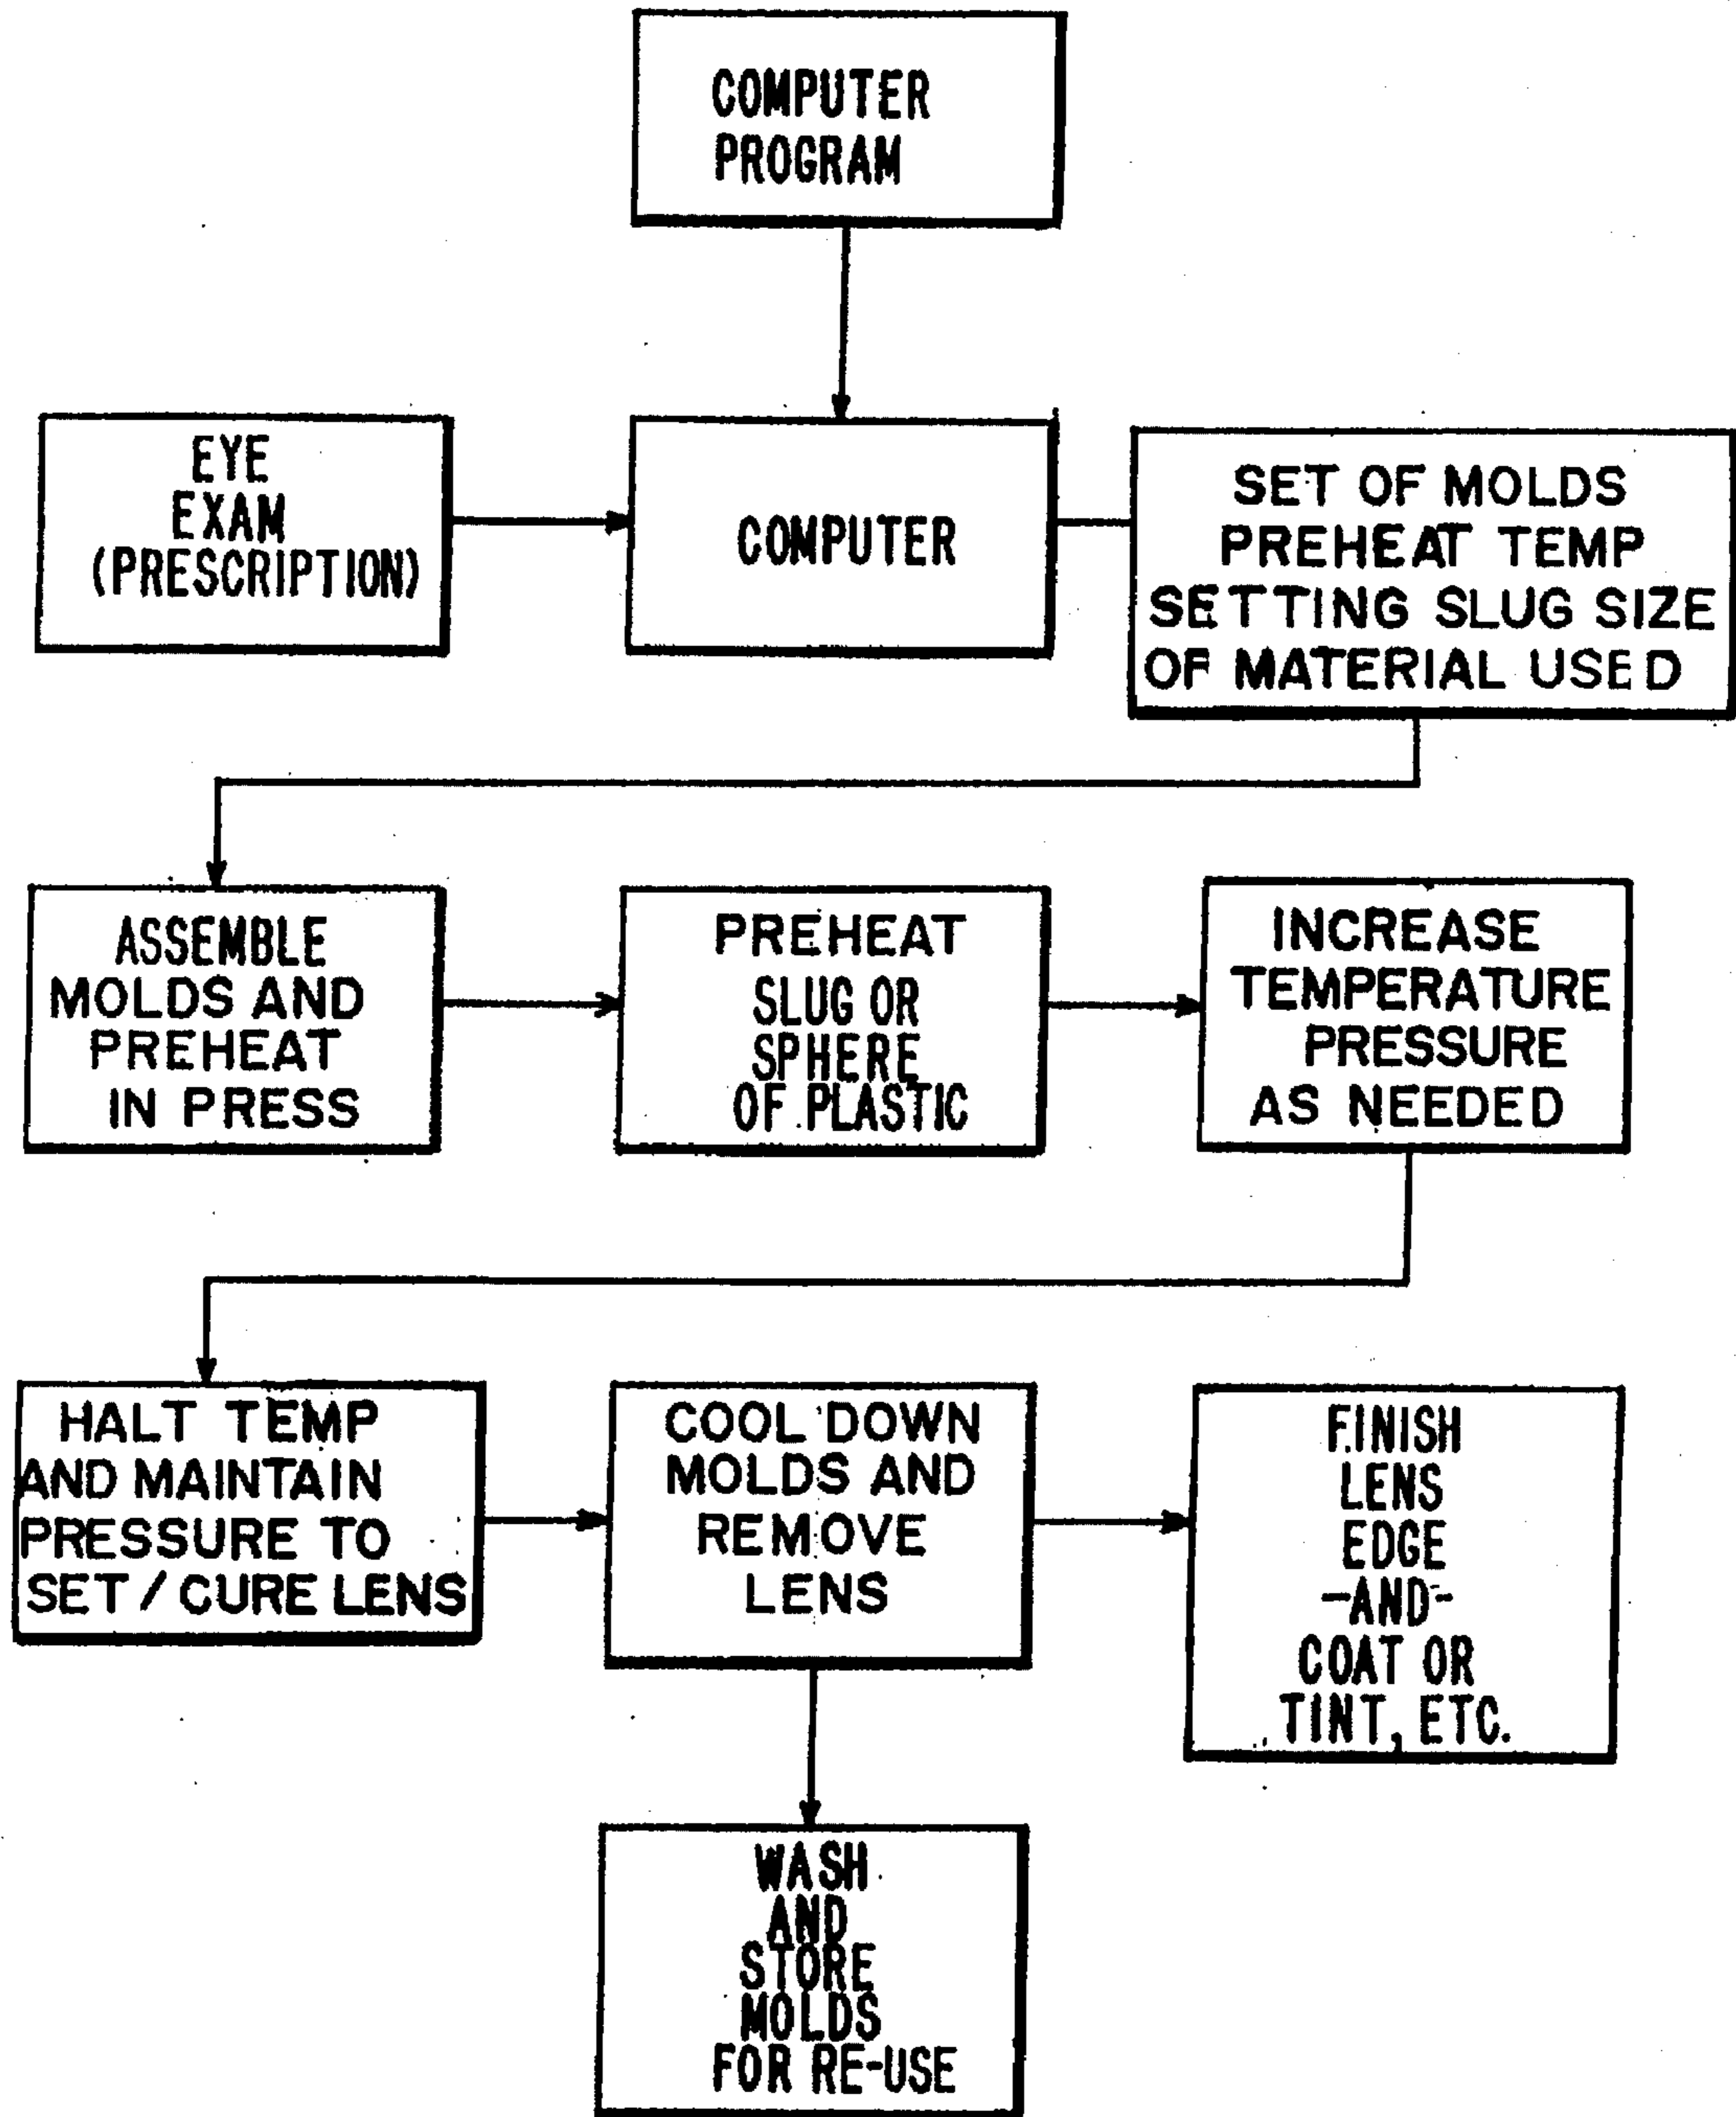 COMPUTER
PROGRAM
EYE
EXAM
(PRESCRIPTION)
COMPUTER
SET OF MOLDS
PREHEAT TEMP
SETTING SLUG SIZE
OF MATERIAL USED
ASSEMBLE
MOLDS AND
PREHEAT
IN PRESS
PREHEAT
SLUG OR
SPHERE
OF PLASTIC
INCREASE
TEMPERATURE
PRESSURE
AS NEEDED
HALT TEMP
AND MAINTAIN
PRESSURE TO
SET / CURE LENS
COOL DOWN
MOLDS AND
REMOVE
LENS
FINISH
LENS
EDGE
-AND-
COAT OR
TINT, ETC.
WASH
AND
STORE
MOLDS
FOR RE-USE